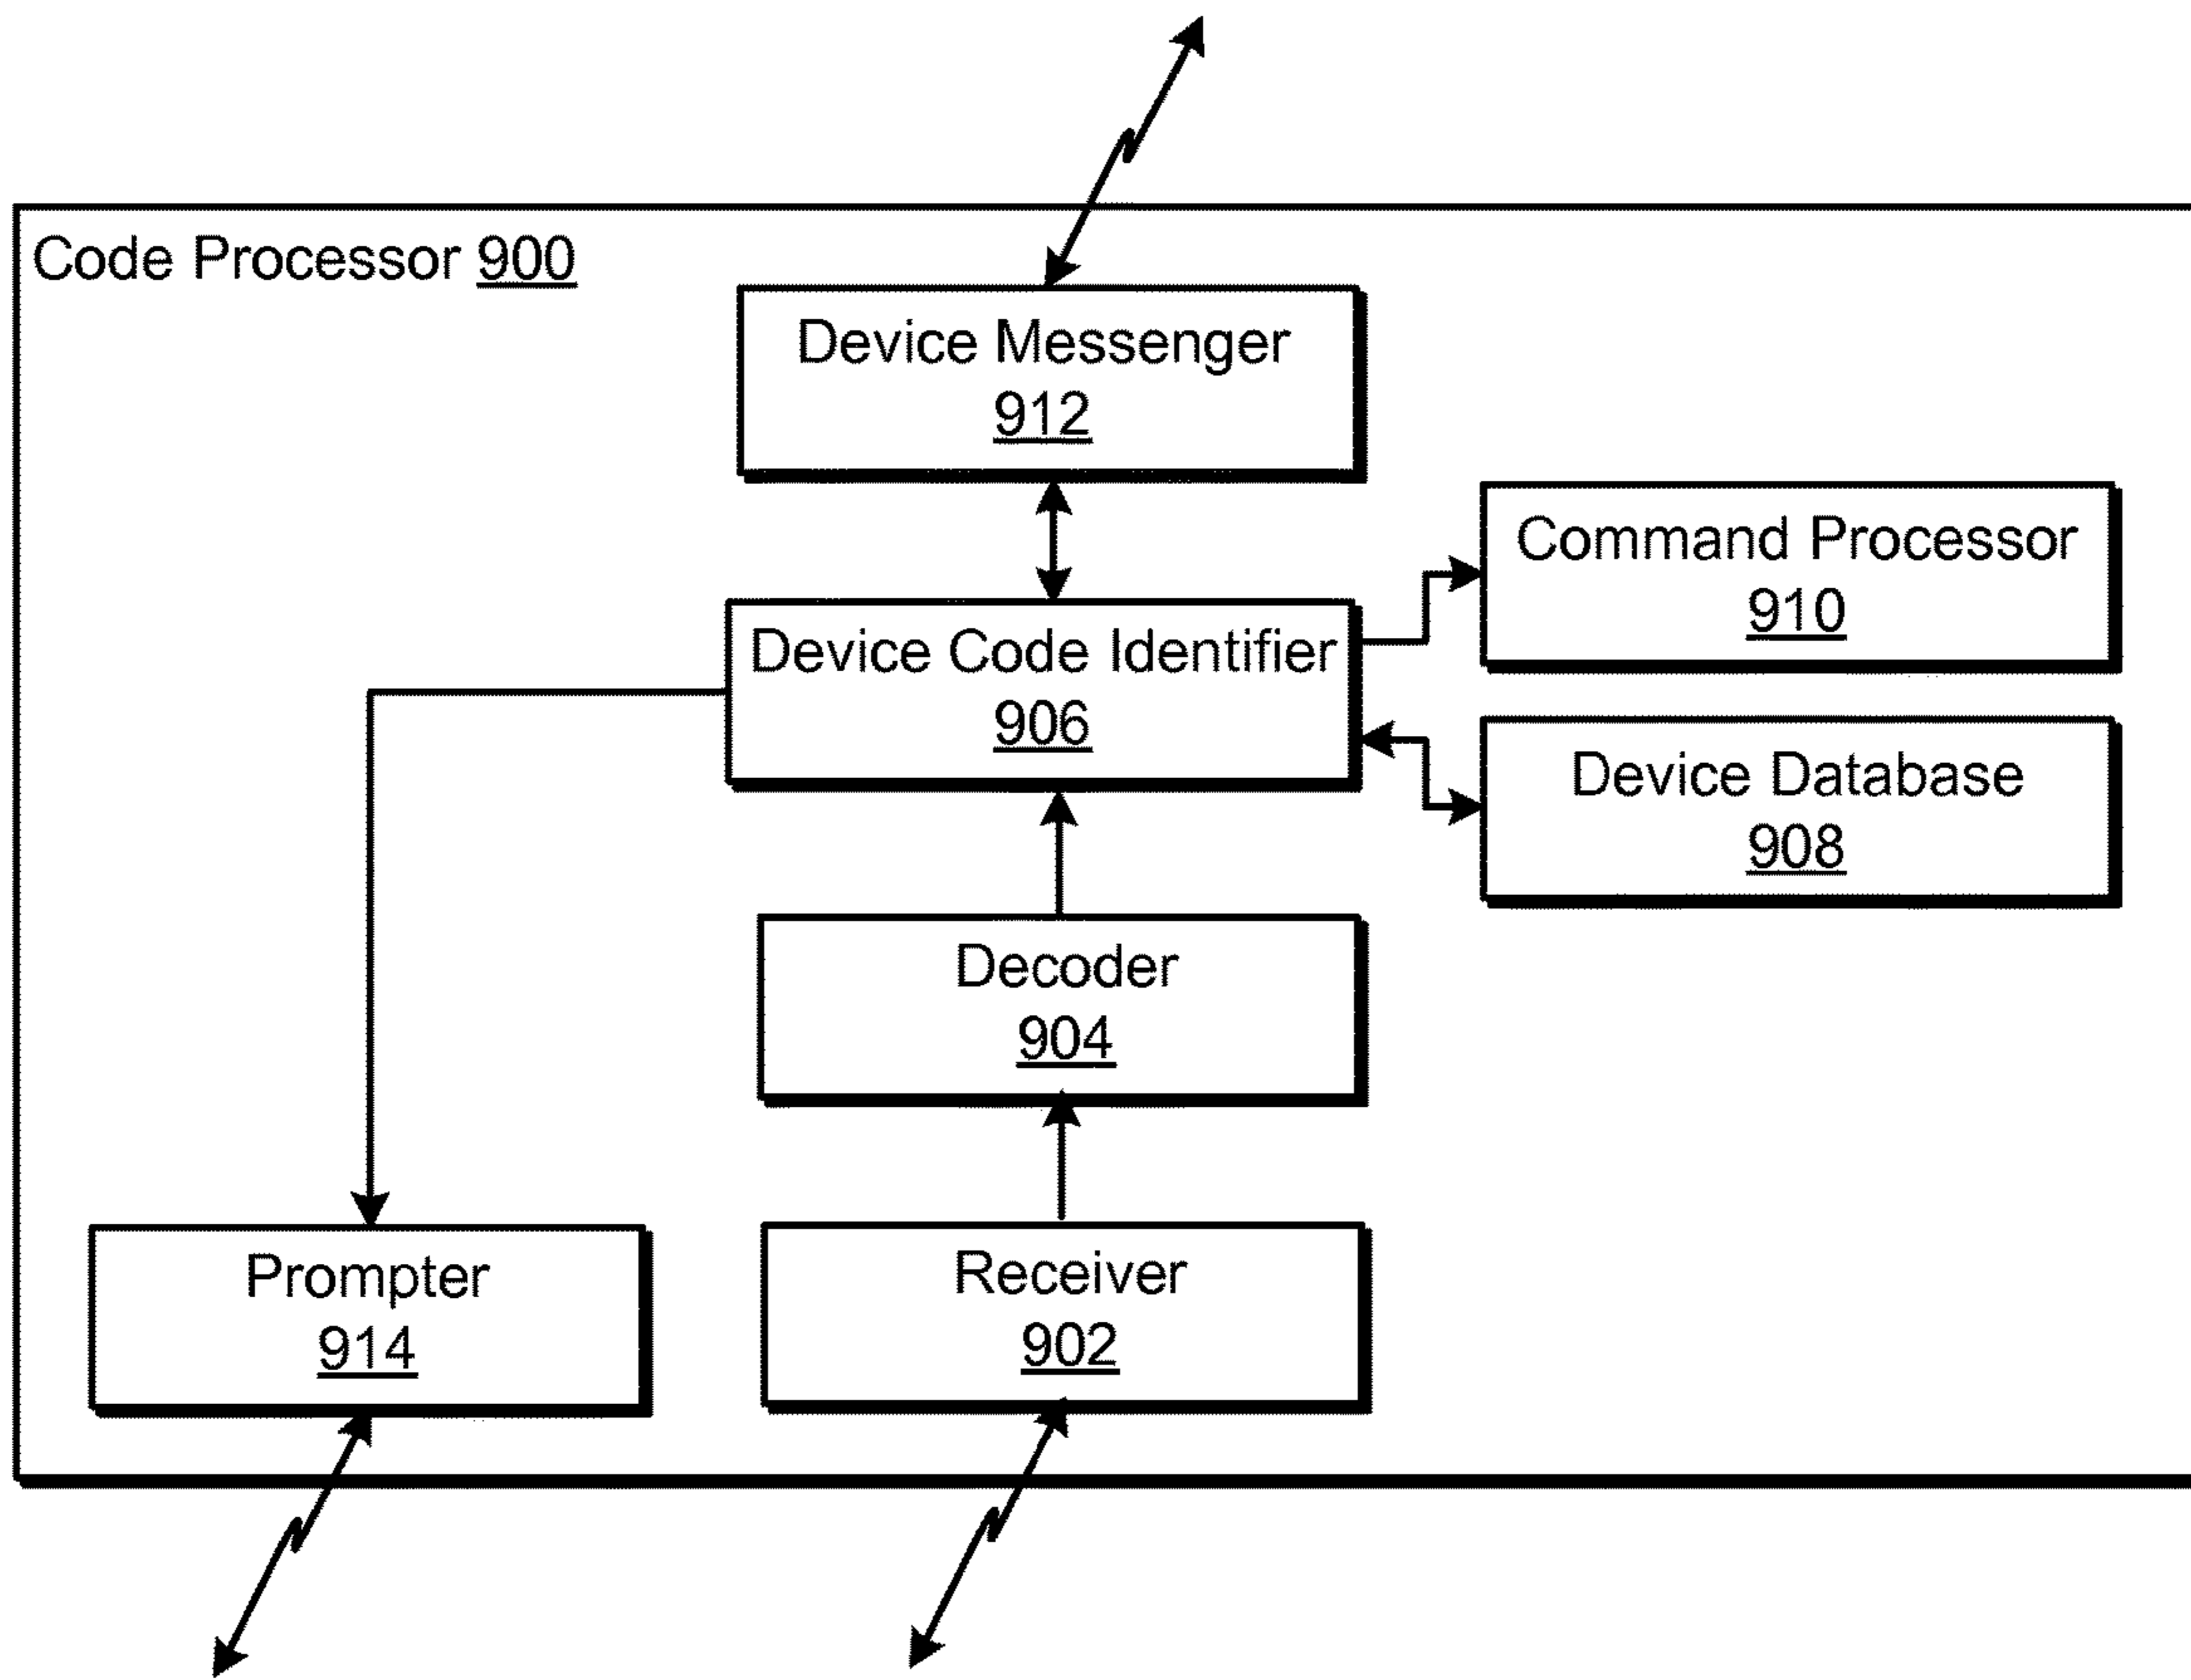 Code Processor 900
Device Messenger
912
Command Processor
910
Device Code Identifier
906
Device Database
908
Decoder
904
Prompter
914
Receiver
902